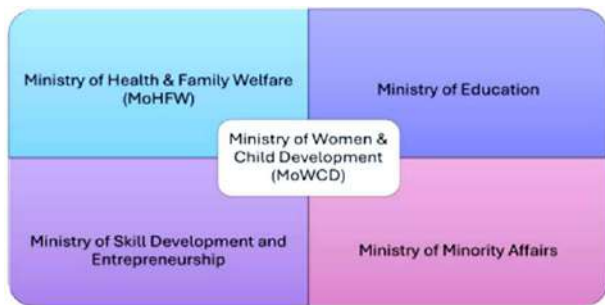 Ministry of Health & Family Welfare
(MoHFW)
Ministry of Education
Ministry of Women &
Child Development
(MoWCD)
Ministry of Skill Development and
Entrepreneurship
Ministry of Minority Affairs